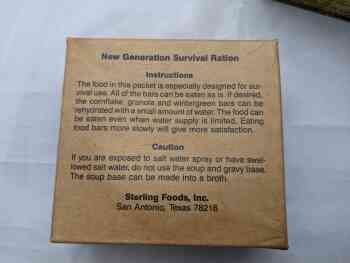 New Generation Survival Ration
Instructions
The food in this packet is especially designed for sur-
vival use. All of the bars can be eaten as is. If desired,
the cornflake, granola and wintergreen bars can be
rehydrated with a small amount of water. The food can
be eaten even when water supply is limited. Eating
food bars more slowly will give more satisfaction.
Caution
If you are exposed to salt water spray or have swal-
lowed salt water, do not use the soup and gravy base.
The soup base can be made into a broth.
Sterling Foods, Inc.
San Antonio, Texas 78218